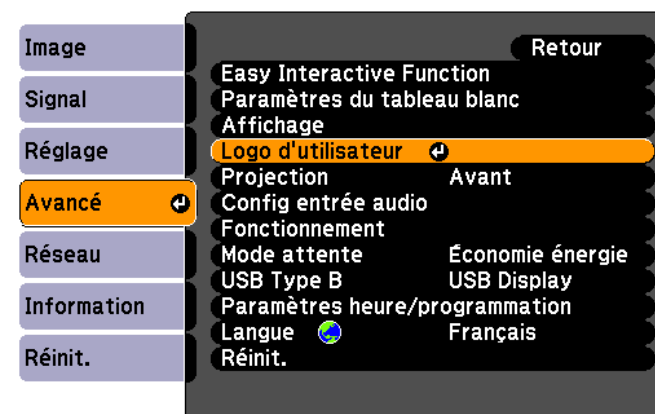 Image
Signal
Réglage
Avancé
Réseau
Information
Réinit.
Retour
Easy Interactive Function
Paramètres du tableau blanc
Affichage
Logo d'utilisateur
Projection Avant
Config entrée audio
Fonctionnement
Mode attente Économie énergie
USB Type B USB Display
Paramètres heure/programmation
Langue Français
Réinit.